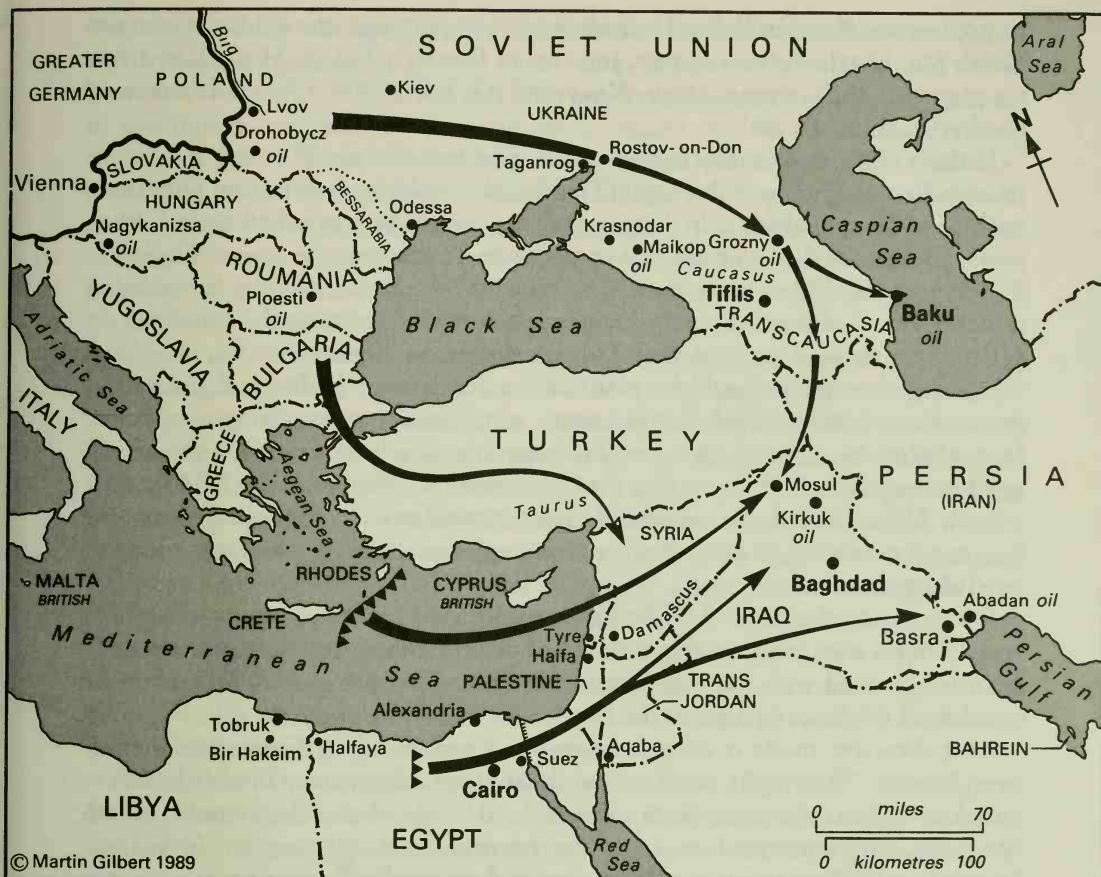 SOVIET UNION
Aral
Sea
GREATER
GERMANY
Bug
POLAND
Lvov
Drohobycz
oil
Kiev
UKRAINE
N
SLOVAKIA
Vienna
HUNGARY
Nagykanizsa
oil
BESSARABIA
Odessa
Taganrog
Rostov-on-Don
Krasnodar
Maikop
oil
Grozny
oil
Caspian
Sea
Caucasus
Tiflis
TRANSCAUCASIA
Baku
oil
ROUMANIA
Ploesti
oil
YUGOSLAVIA
Adriatic Sea
BULGARIA
Black Sea
ITALY
GREECE
Aegean Sea
TURKEY
PERSIA
(IRAN)
Taurus
SYRIA
Mosul
Kirkuk
oil
MALTA
BRITISH
RHODES
CYPRUS
BRITISH
CRETE
Baghdad
IRAQ
Abadan oil
Basra
Persian
Gulf
Mediterranean
Sea
Tyre
Haifa
Damascus
PALESTINE
TRANS
JORDAN
Tobruk
Bir Hakeim
Halfaya
Alexandria
Suez
Aqaba
BAHREIN
Cairo
LIBYA
EGYPT
Red
Sea
0 miles 70
0 kilometres 100
© Martin Gilbert 1989